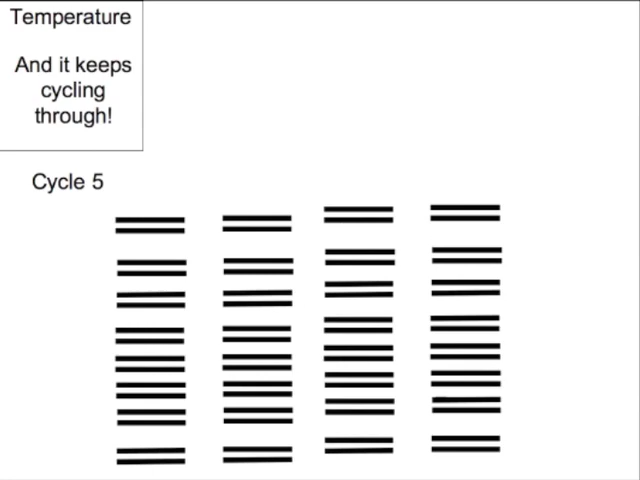 Temperature
And it keeps
cycling
through!
Cycle 5